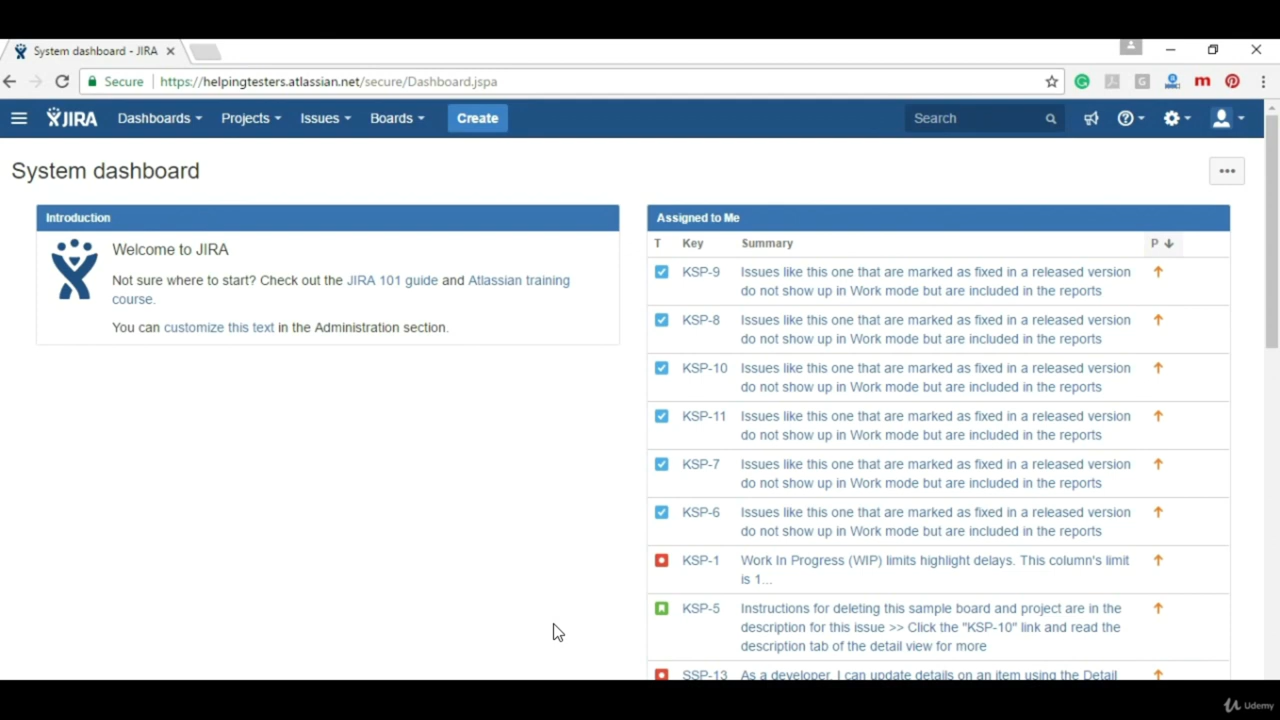 System dashboard - JIRA
Secure https://helpingtesters.atlassian.net/secure/Dashboard.jspa
JIRA Dashboards Projects Issues Boards Create Search
System dashboard
Introduction
Welcome to JIRA
Not sure where to start? Check out the JIRA 101 guide and Atlassian training
course.
You can customize this text in the Administration section.
Assigned to Me
T Key Summary P
KSP-9 Issues like this one that are marked as fixed in a released version
do not show up in Work mode but are included in the reports
KSP-8 Issues like this one that are marked as fixed in a released version
do not show up in Work mode but are included in the reports
KSP-10 Issues like this one that are marked as fixed in a released version
do not show up in Work mode but are included in the reports
KSP-11 Issues like this one that are marked as fixed in a released version
do not show up in Work mode but are included in the reports
KSP-7 Issues like this one that are marked as fixed in a released version
do not show up in Work mode but are included in the reports
KSP-6 Issues like this one that are marked as fixed in a released version
do not show up in Work mode but are included in the reports
KSP-1 Work In Progress (WIP) limits highlight delays. This column's limit
is 1...
KSP-5 Instructions for deleting this sample board and project are in the
description for this issue >> Click the "KSP-10" link and read the
description tab of the detail view for more
SSP-13 As a developer, I can update details on an item using the Detail
Udemy